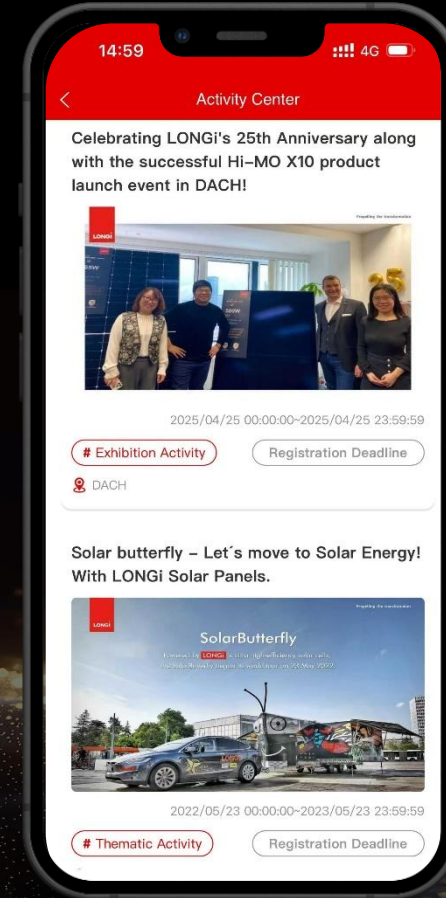 14:59
4G
Activity Center
Celebrating LONGi's 25th Anniversary along
with the successful Hi-MO X10 product
launch event in DACH!
LONGi
2025/04/25 00:00:00~2025/04/25 23:59:59
# Exhibition Activity
Registration Deadline
DACH
Solar butterfly – Let´s move to Solar Energy!
With LONGi Solar Panels.
LONGi
SolarButterfly
Powered by LONGi
2022/05/23 00:00:00~2023/05/23 23:59:59
# Thematic Activity
Registration Deadline